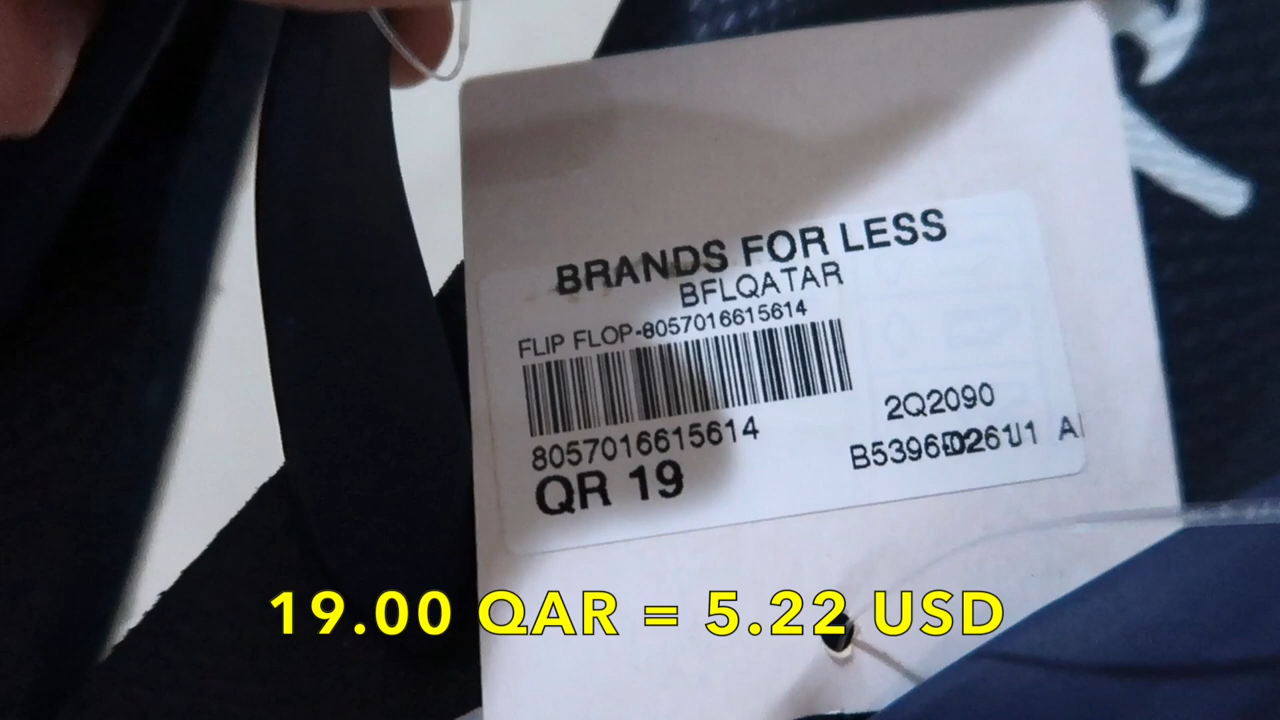 BRANDS FOR LESS
BFLQATAR
FLIP FLOP-8057016615614
8057016615614
QR 19
2Q2090
19.00 QAR = 5.22 USD